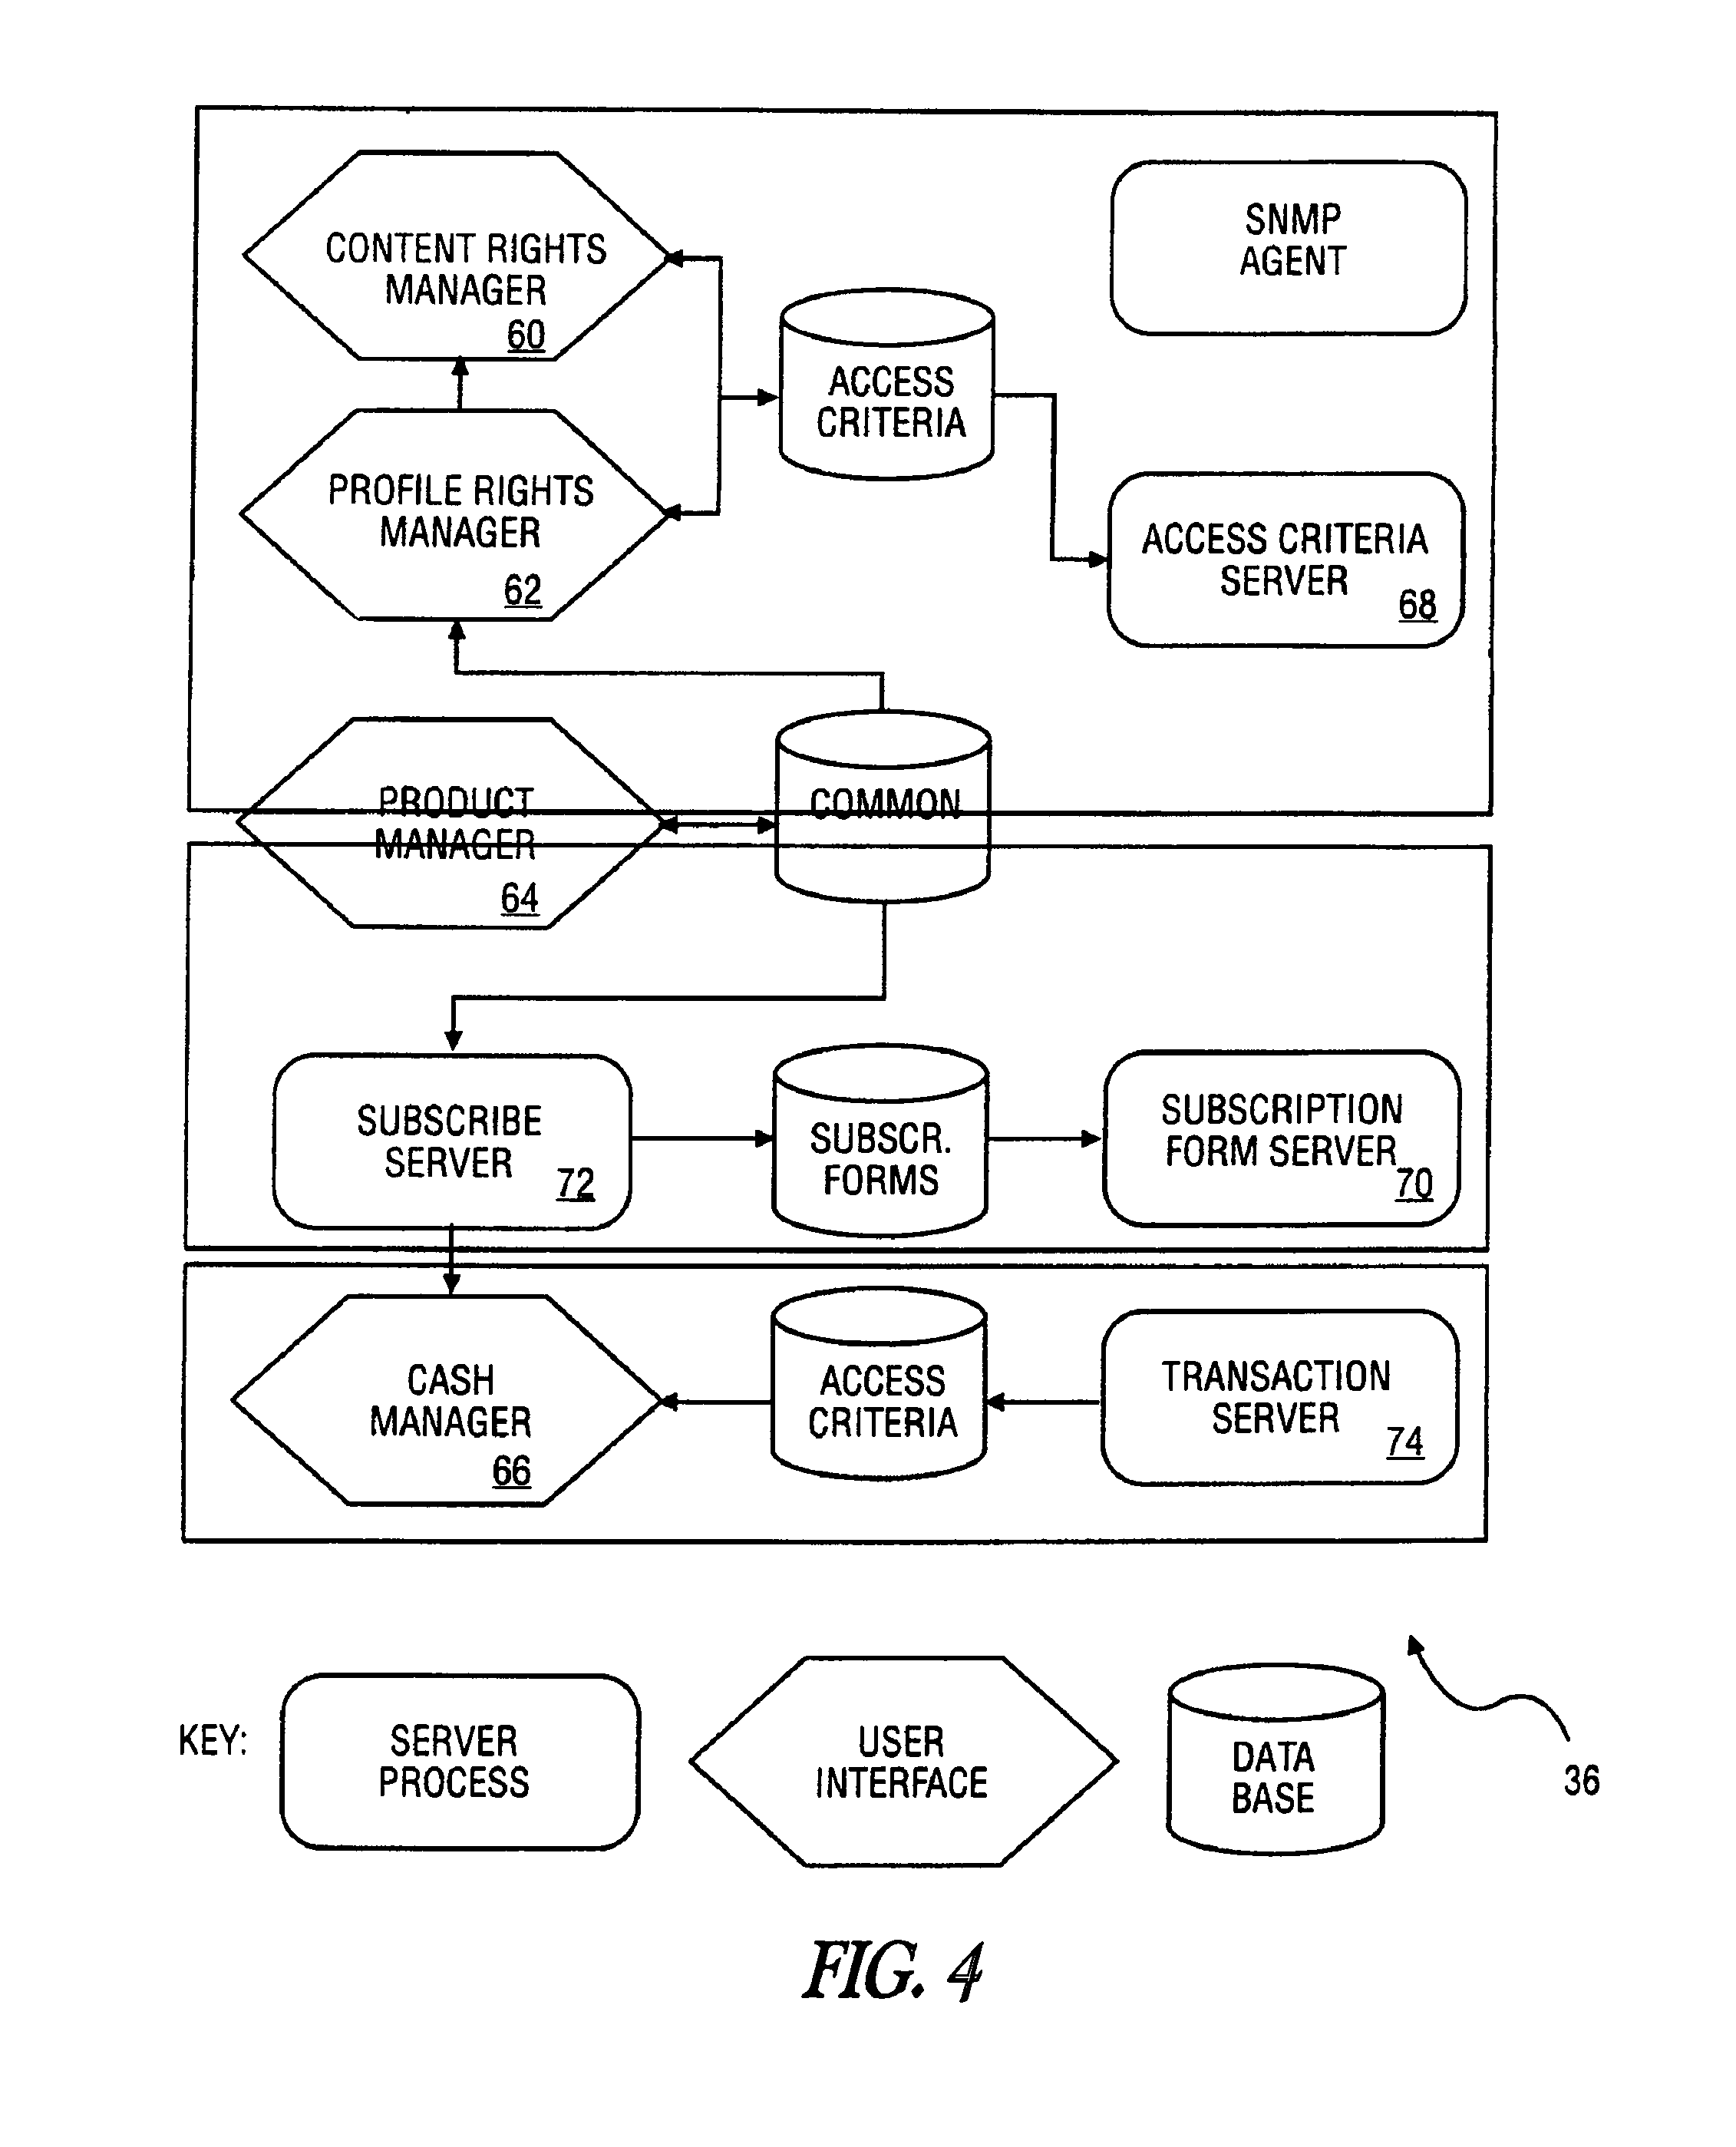 CONTENT RIGHTS
MANAGER
60
SNMP
AGENT
ACCESS
CRITERIA
PROFILE RIGHTS
MANAGER
62
ACCESS CRITERIA
SERVER
68
PRODUCT
MANAGER
64
COMMON
SUBSCRIBE
SERVER
72
SUBSCR.
FORMS
SUBSCRIPTION
FORM SERVER
70
CASH
MANAGER
66
ACCESS
CRITERIA
TRANSACTION
SERVER
74
KEY:
SERVER
PROCESS
USER
INTERFACE
DATA
BASE
36
FIG. 4